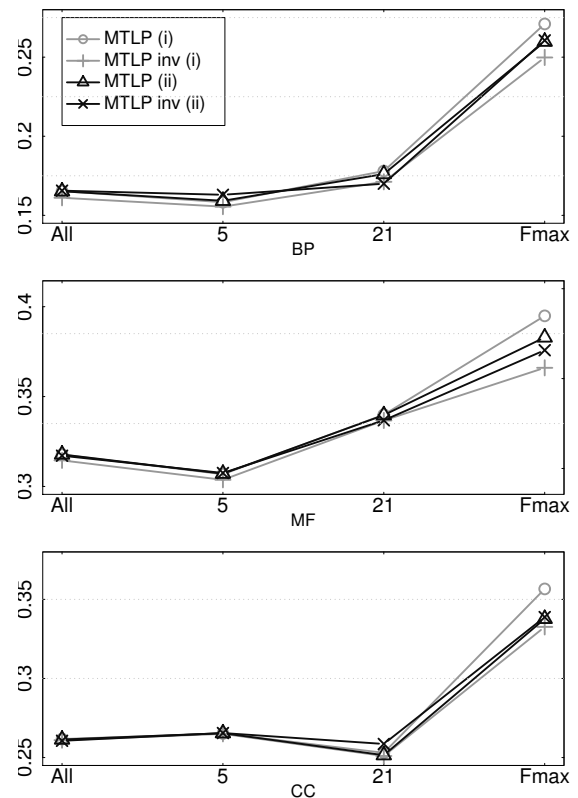 MTLP (i)
MTLP inv (i)
MTLP (ii)
MTLP inv (ii)
0.25
0.2
0.15
All 5 21 Fmax
BP
0.4
0.35
0.3
All 5 21 Fmax
MF
0.35
0.3
0.25
All 5 21 Fmax
CC